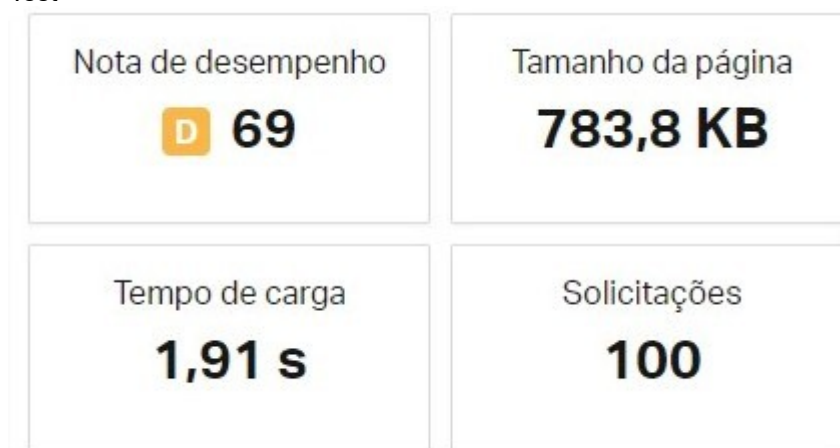 Nota de desempenho
D 69
Tamanho da página
783,8 KB
Tempo de carga
1,91 s
Solicitações
100